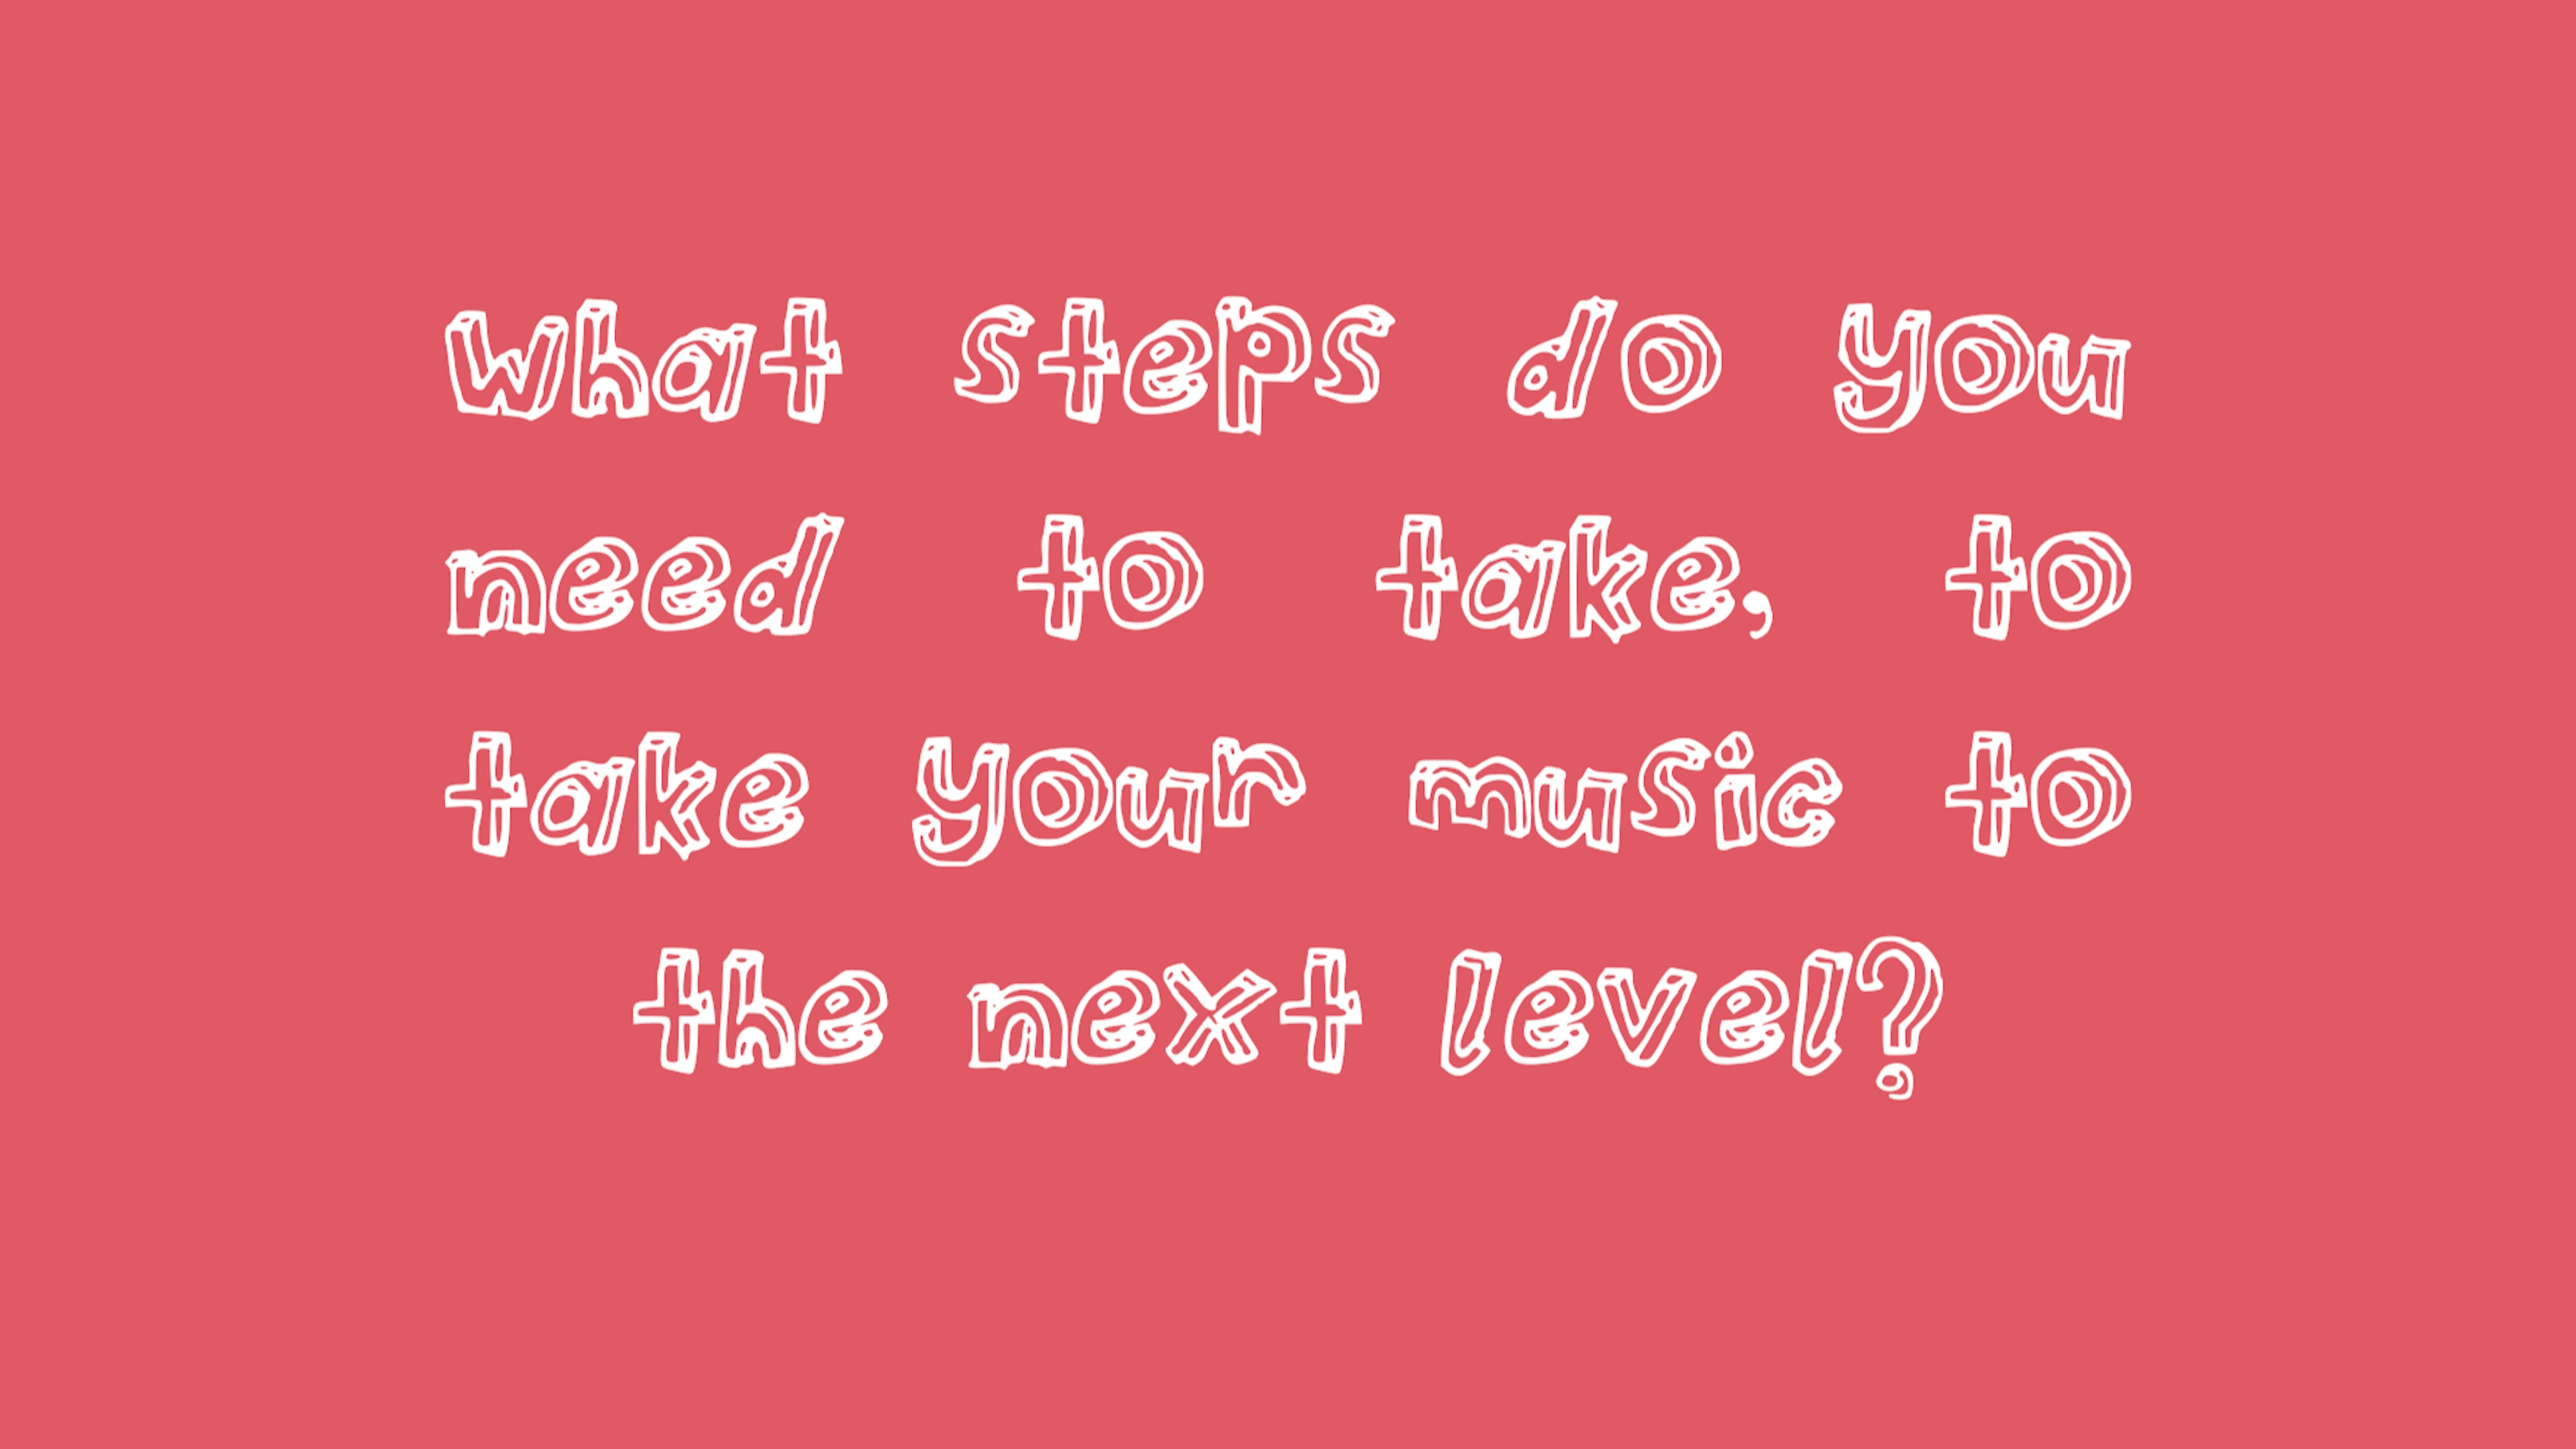 what steps do you
need to take, to
take your music to
the next level?